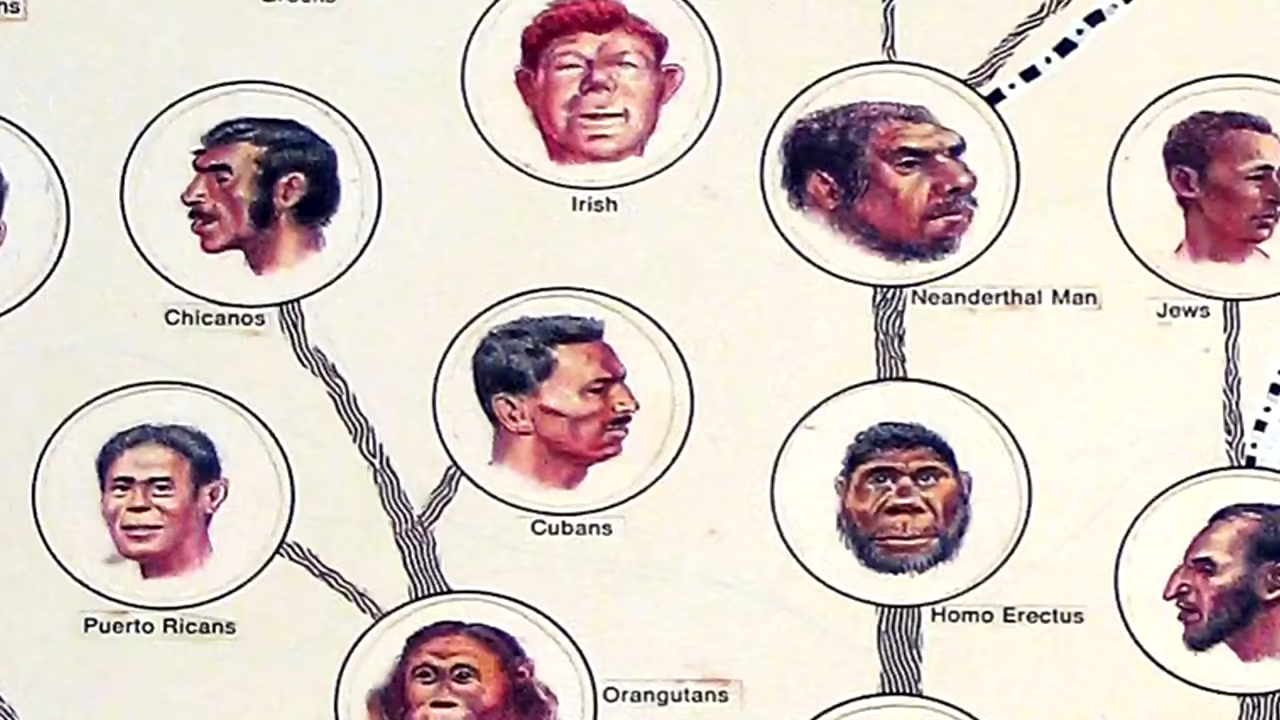 Irish
Chicanos
Neanderthal Man
Jews
Cubans
Puerto Ricans
Homo Erectus
Orangutans